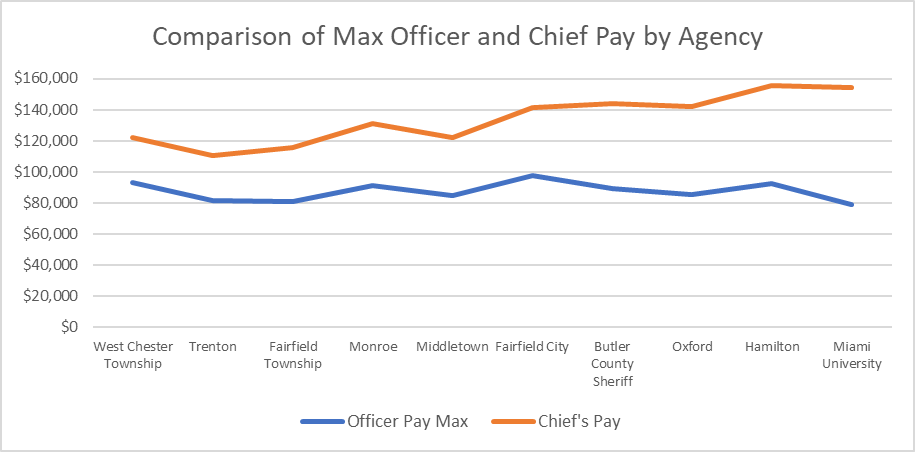 Comparison of Max Officer and Chief Pay by Agency
$160,000
$140,000
$120,000
$100,000
$80,000
$60,000
$40,000
$20,000
$0
West Chester
Township
Trenton
Fairfield
Township
Monroe
Middletown
Fairfield City
Butler
County
Sheriff
Oxford
Hamilton
Miami
University
Officer Pay Max
Chief's Pay